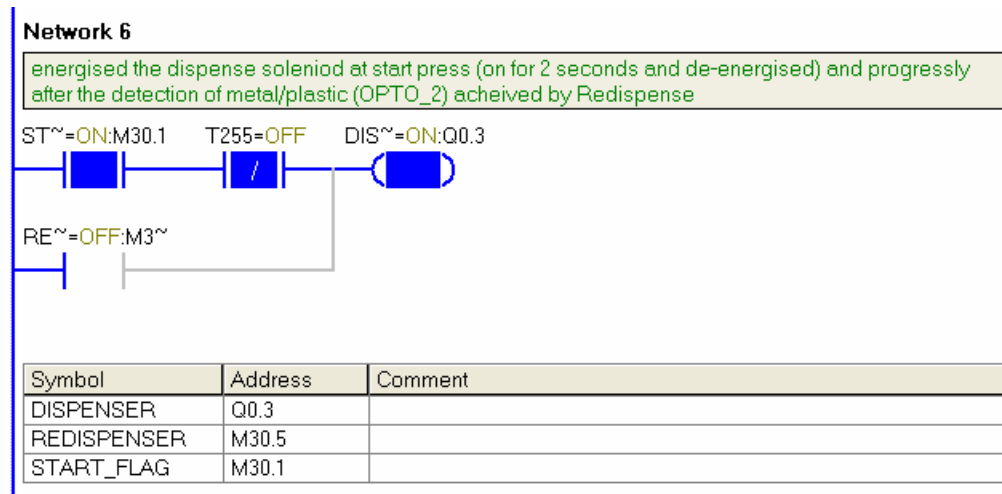 Network 6
energised the dispense soleniod at start press (on for 2 seconds and de-energised) and progressly
after the detection of metal/plastic (OPTO_2) acheived by Redispense
ST~=ON:M30.1 T255=OFF DIS~=ON:Q0.3
/
RE~=OFF:M3~
Symbol Address Comment
DISPENSER Q0.3
REDISPENSER M30.5
START_FLAG M30.1